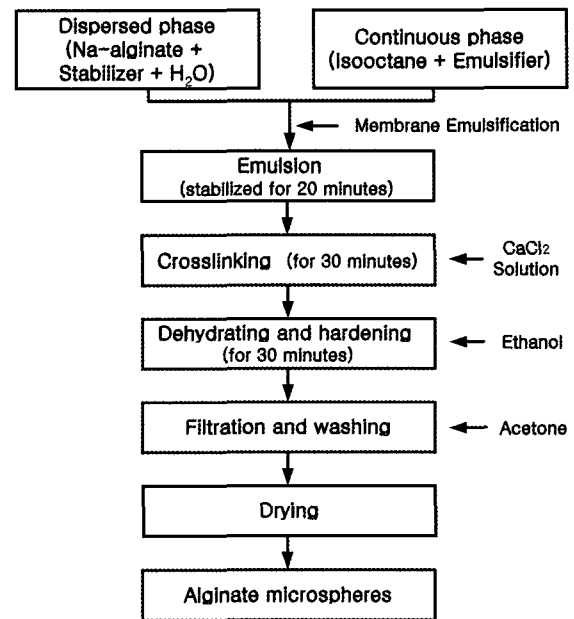 Dispersed phase
(Na-alginate +
Stabilizer + H₂O)
Continuous phase
(Isooctane + Emulsifier)
Membrane Emulsification
Emulsion
(stabilized for 20 minutes)
Crosslinking (for 30 minutes)
CaCl₂
Solution
Dehydrating and hardening
(for 30 minutes)
Ethanol
Filtration and washing
Acetone
Drying
Alginate microspheres